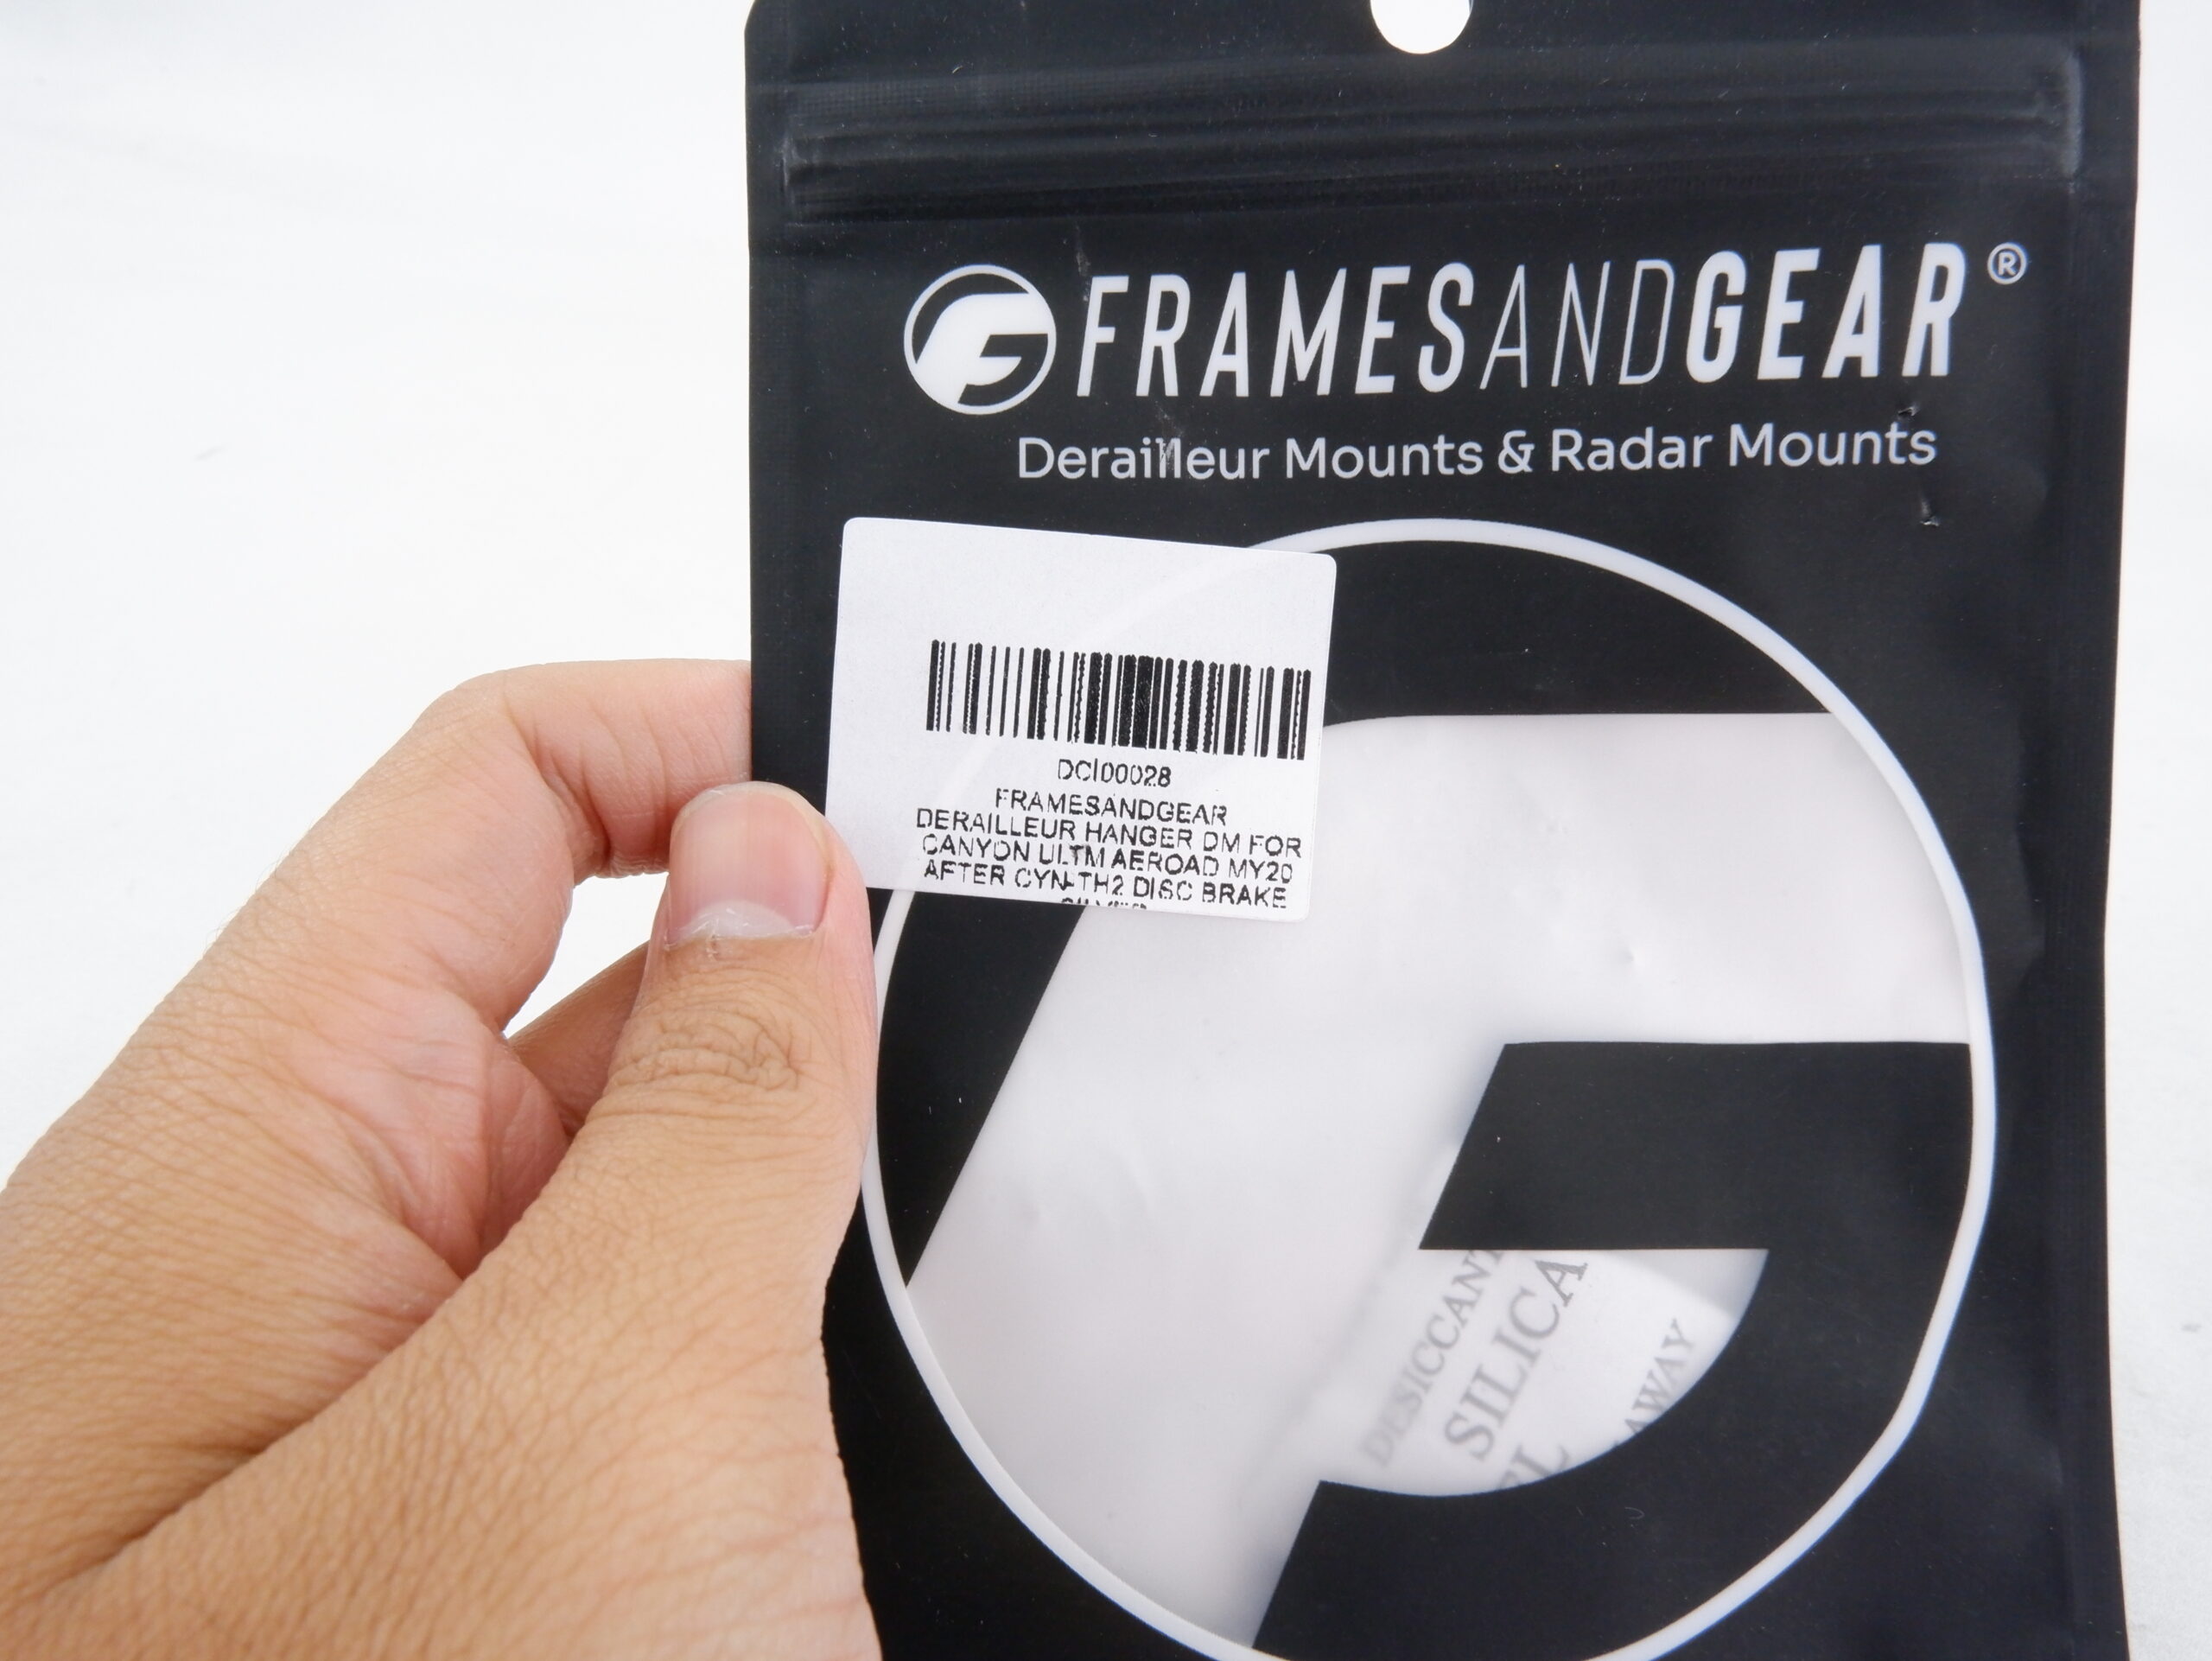 FRAMESANDGEAR®
Derailleur Mounts & Radar Mounts
DCI00028
FRAMESANDGEAR
DERAILLEUR HANGER DM FOR
CANYON ULTM AEROAD MY20
AFTER CYN-TH2 DISC BRAKE
DESICCANT
SILICA
AWAY